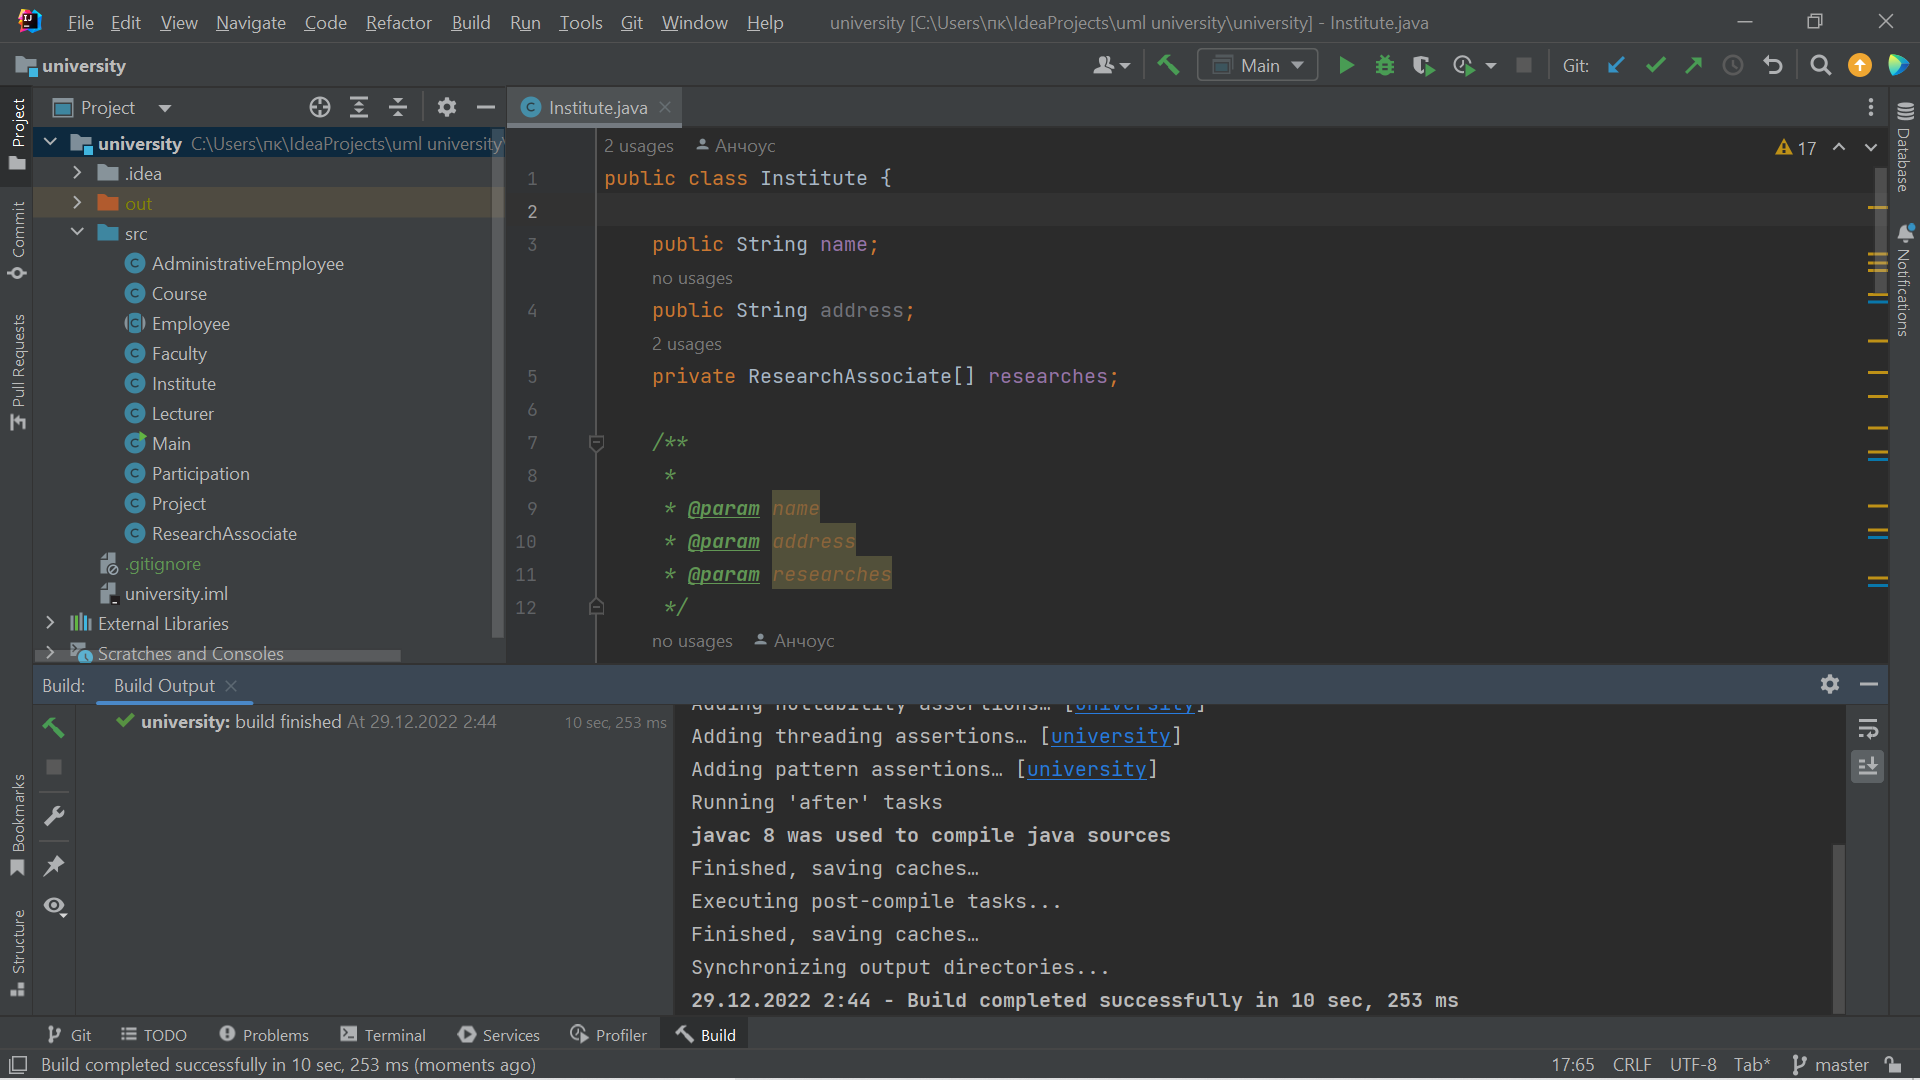 File Edit View Navigate Code Refactor Build Run Tools Git Window Help university [C:\Users\пк\IdeaProjects\uml university\university] - Institute.java
university Main Git:
Project Institute.java
university C:\Users\пк\IdeaProjects\uml university\
.idea
out
src
AdministrativeEmployee
Course
Employee
Faculty
Institute
Lecturer
Main
Participation
Project
ResearchAssociate
.gitignore
university.iml
External Libraries
Scratches and Consoles
2 usages Анчоус
17
1 public class Institute {
2
3 public String name;
no usages
4 public String address;
2 usages
5 private ResearchAssociate[] researches;
6
7 /**
8 *
9 * @param name
10 * @param address
11 * @param researches
12 */
no usages Анчоус
Project
Commit
Pull Requests
Bookmarks
Structure
Database
Notifications
Build: Build Output
university: build finished At 29.12.2022 2:44 10 sec, 253 ms
Adding nullability assertions… [university]
Adding threading assertions… [university]
Adding pattern assertions… [university]
Running 'after' tasks
javac 8 was used to compile java sources
Finished, saving caches…
Executing post-compile tasks...
Finished, saving caches…
Synchronizing output directories...
29.12.2022 2:44 - Build completed successfully in 10 sec, 253 ms
Git TODO Problems Terminal Services Profiler Build
Build completed successfully in 10 sec, 253 ms (moments ago) 17:65 CRLF UTF-8 Tab* master